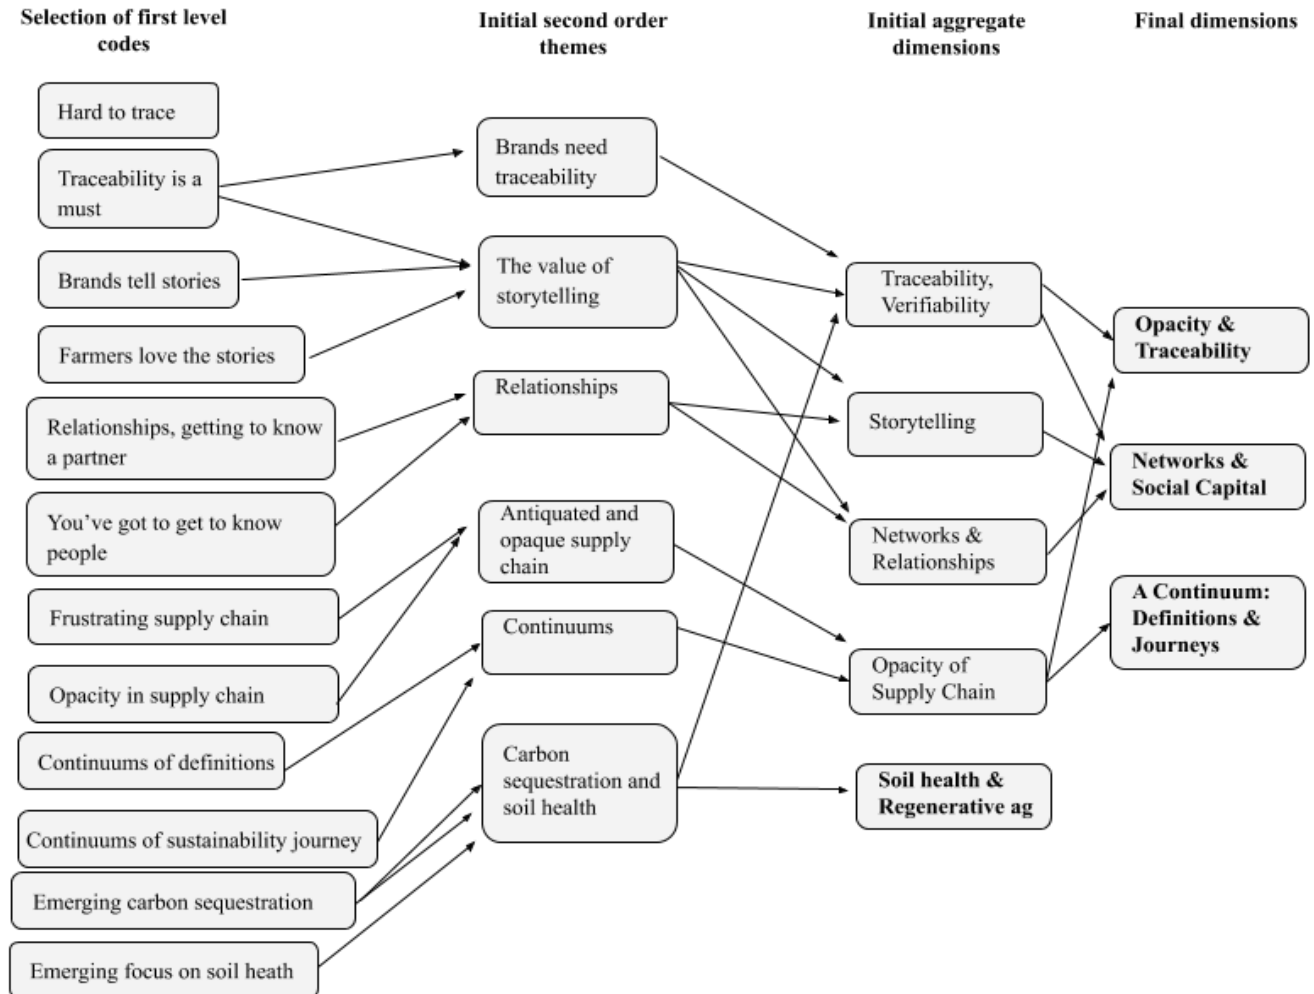 Selection of first level
codes
Initial second order
themes
Initial aggregate
dimensions
Final dimensions
Hard to trace
Traceability is a
must
Brands tell stories
Farmers love the stories
Relationships, getting to know
a partner
You've got to get to know
people
Frustrating supply chain
Opacity in supply chain
Continuums of definitions
Continuums of sustainability journey
Emerging carbon sequestration
Emerging focus on soil heath
Brands need
traceability
The value of
storytelling
Relationships
Antiquated and
opaque supply
chain
Continuums
Carbon
sequestration and
soil health
Traceability,
Verifiability
Storytelling
Networks &
Relationships
Opacity of
Supply Chain
Soil health &
Regenerative ag
Opacity &
Traceability
Networks &
Social Capital
A Continuum:
Definitions &
Journeys